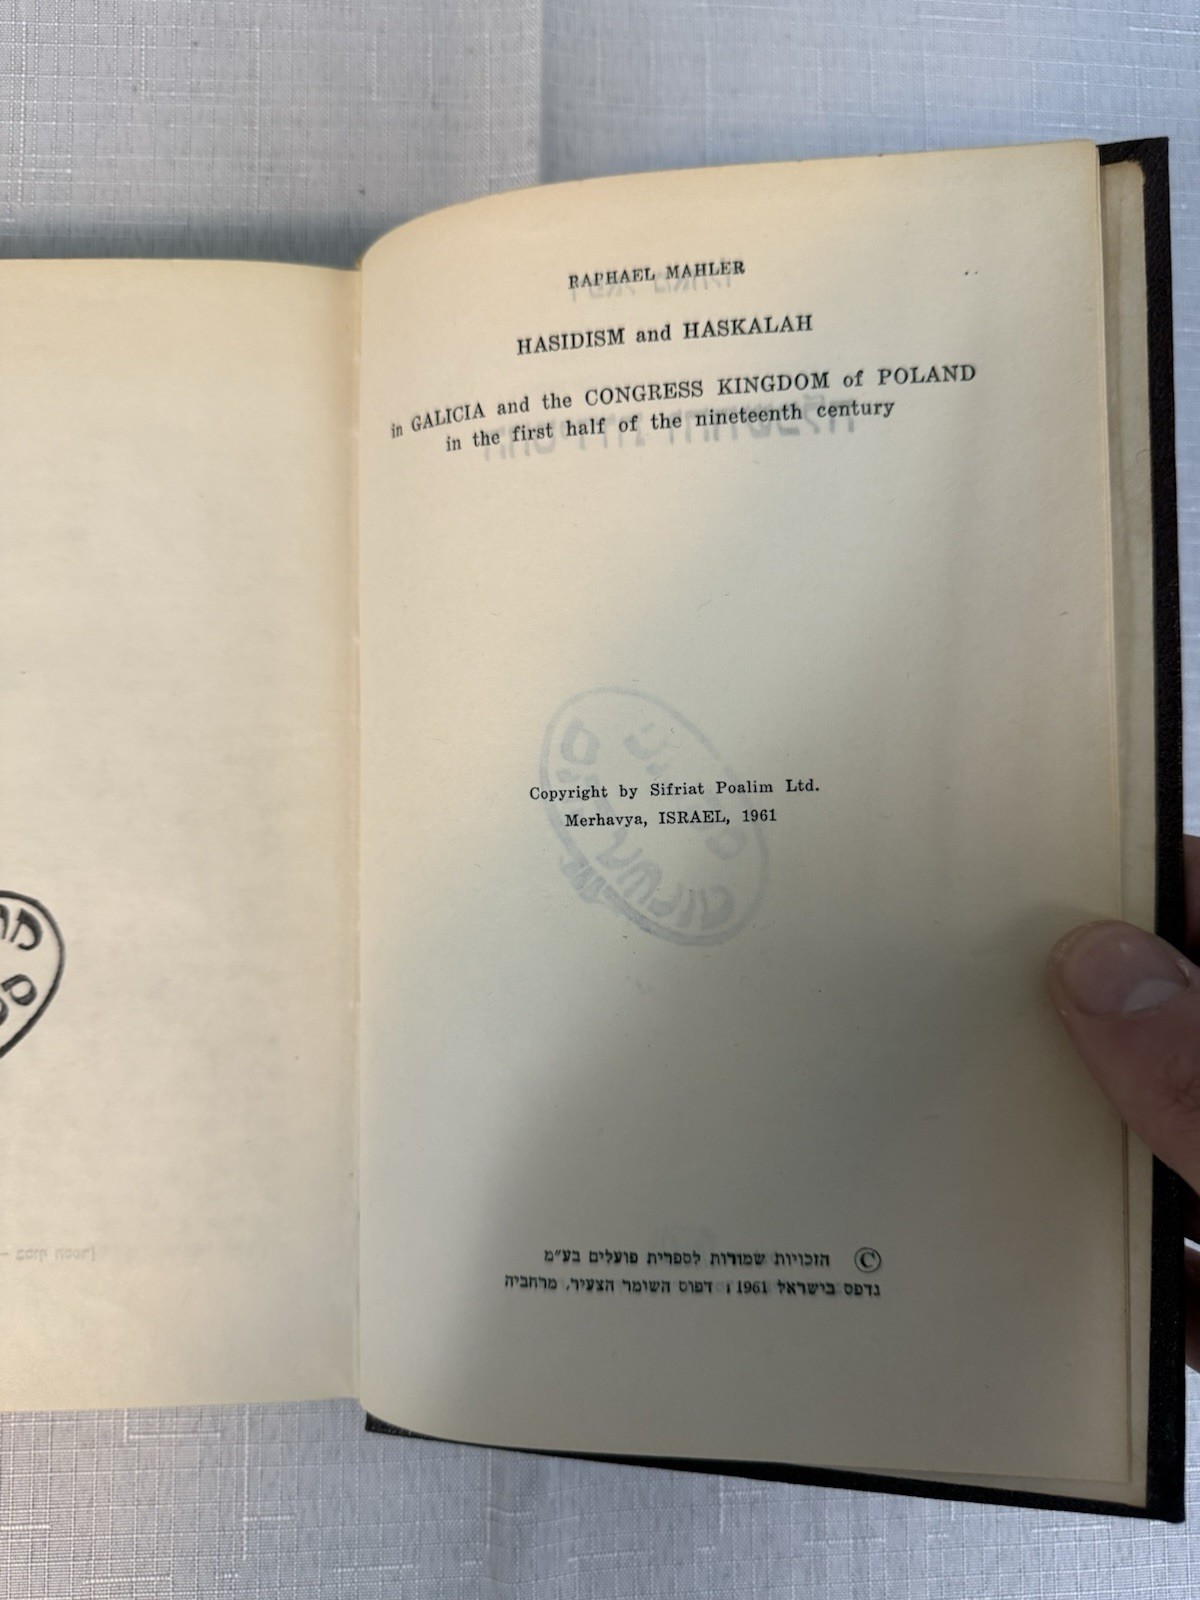 RAPHAEL MAHLER
HASIDISM and HASKALAH
in GALICIA and the CONGRESS KINGDOM of POLAND
in the first half of the nineteenth century
Copyright by Sifriat Poalim Ltd.
Merhavya, ISRAEL, 1961
© הזכויות שמורות לספרית פועלים בע״מ
נדפס בישראל 1961, דפוס השומר הצעיר, מרחביה